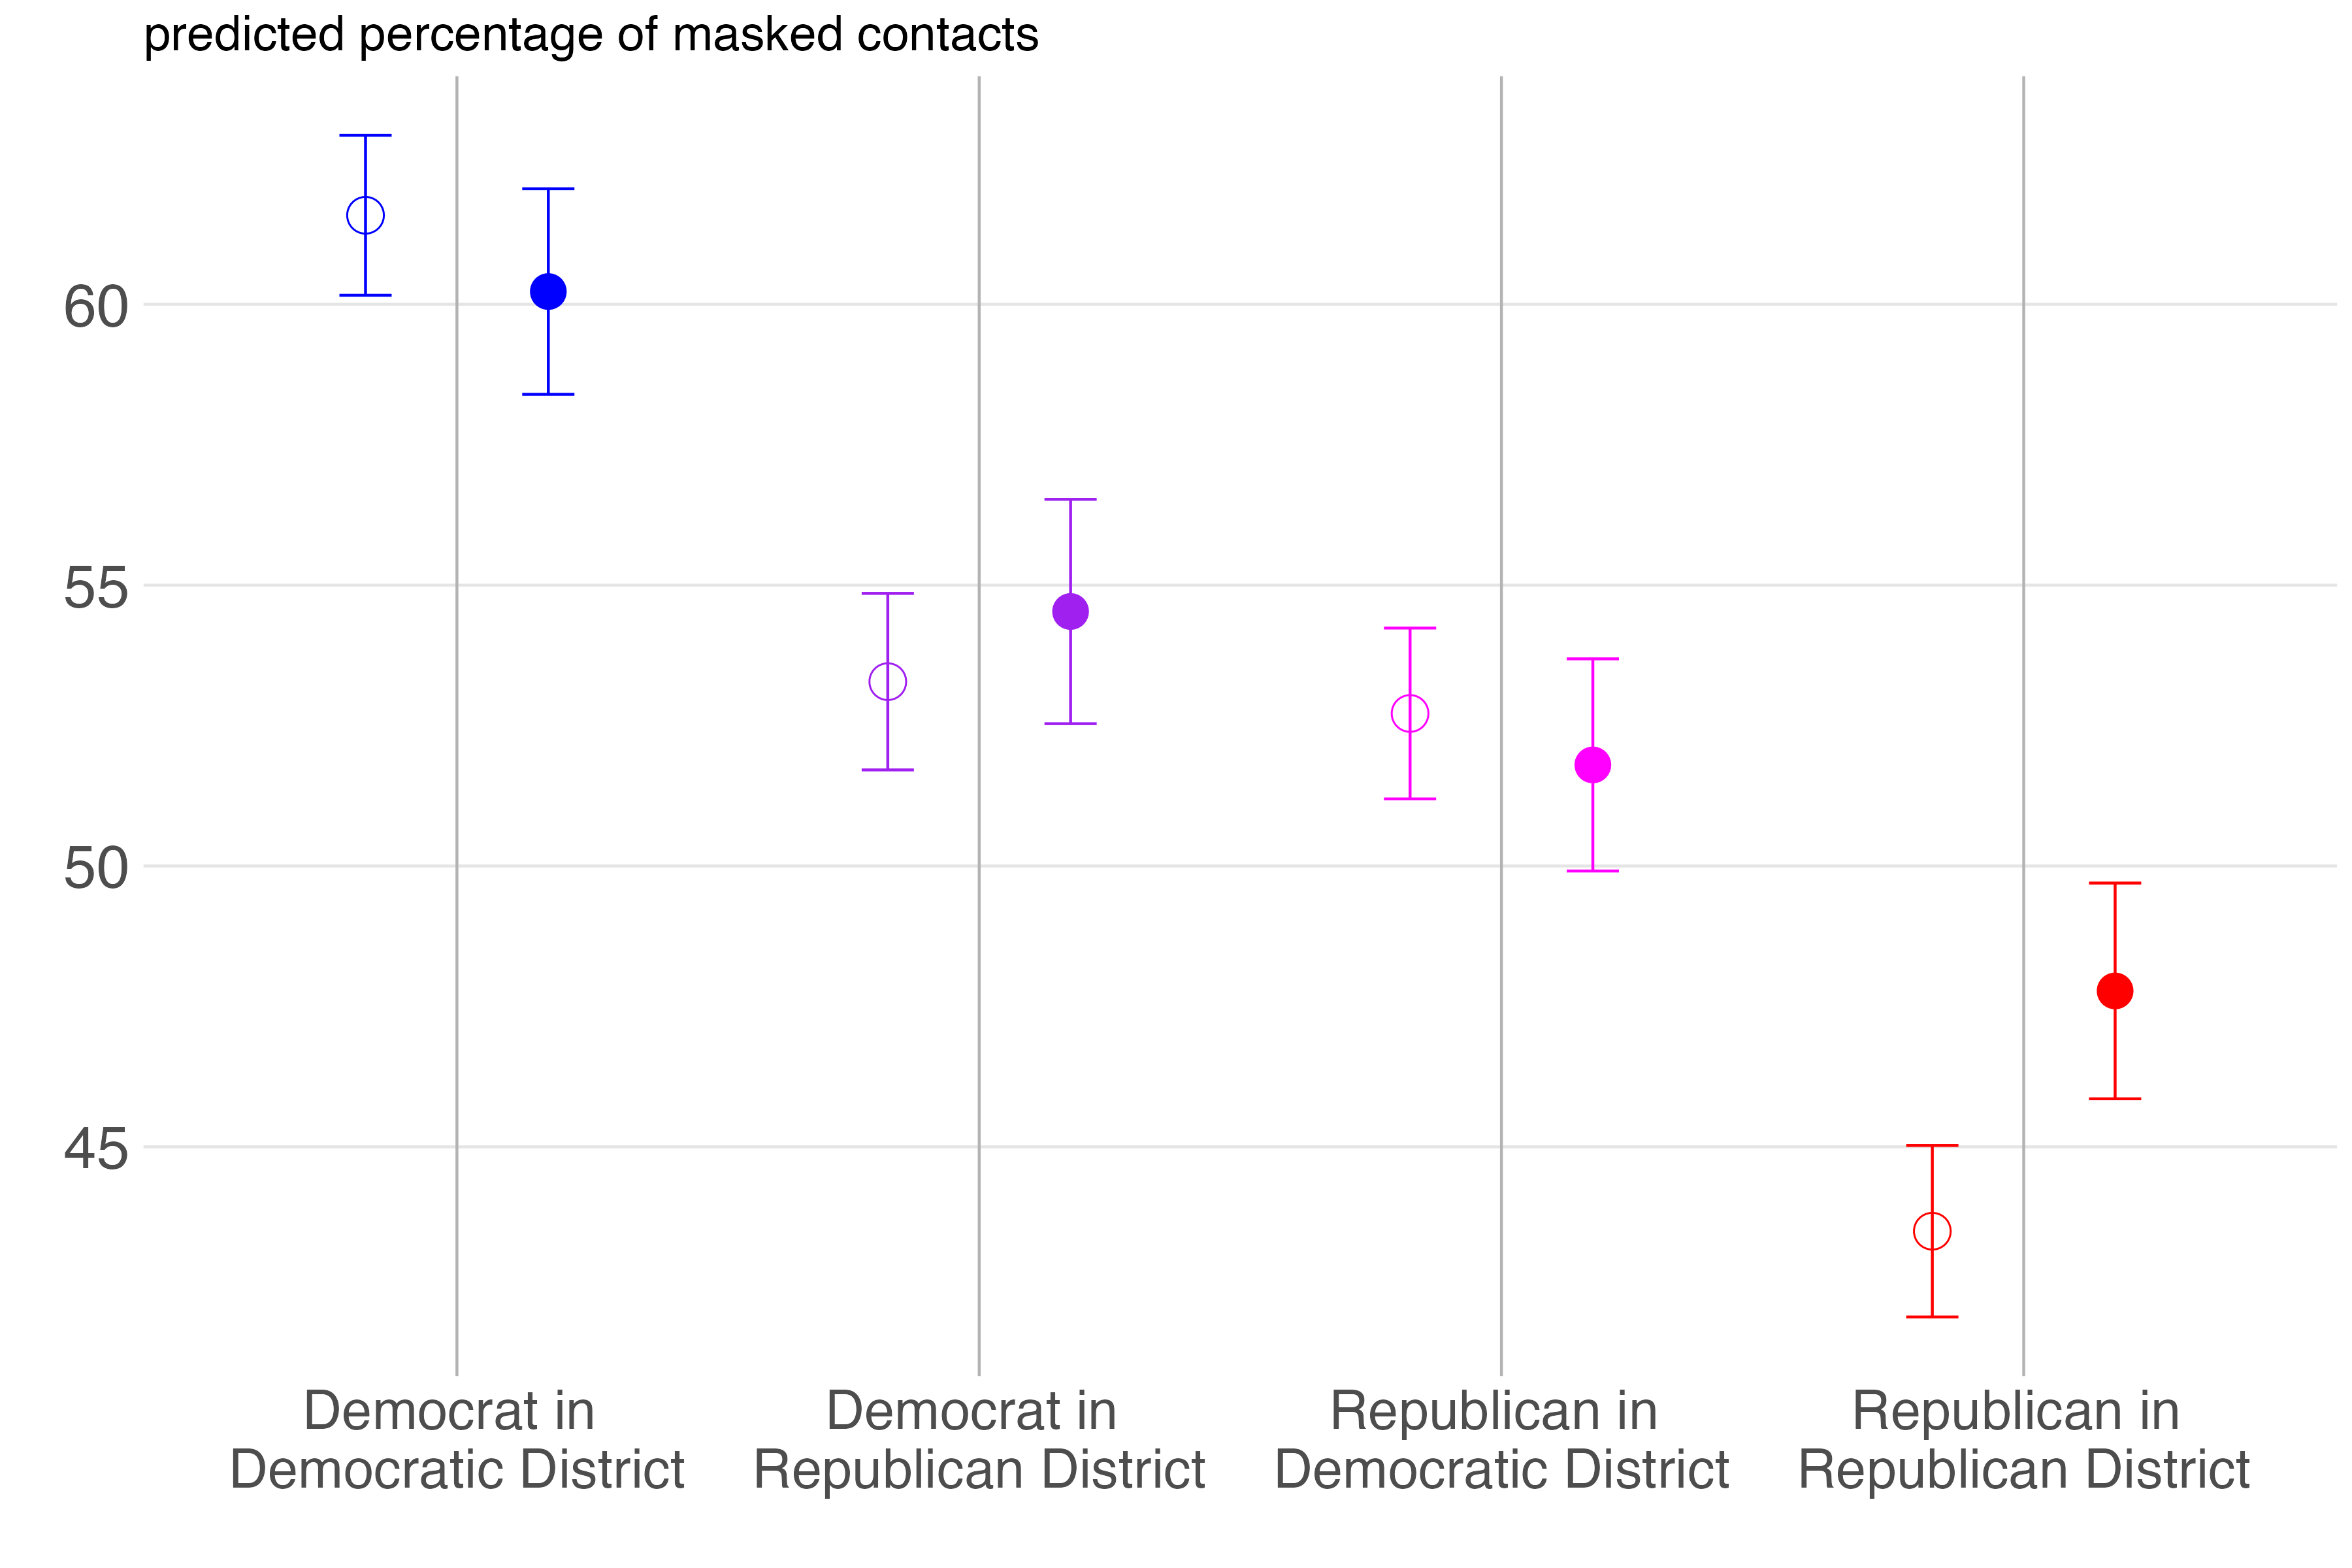 predicted percentage of masked contacts
60
55
50
45
Democrat in
Democratic District
Democrat in
Republican District
Republican in
Democratic District
Republican in
Republican District